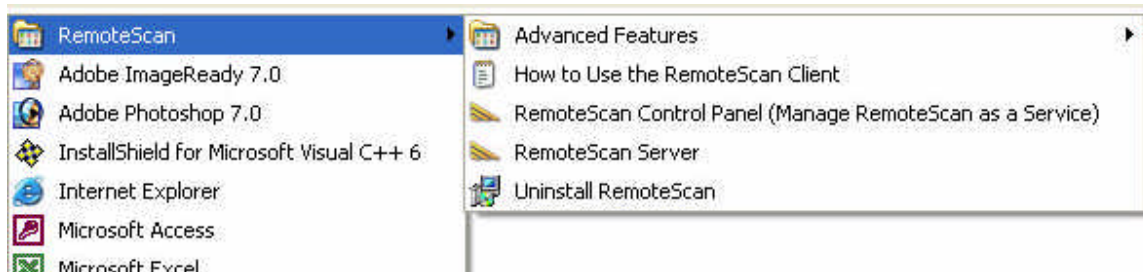 RemoteScan
Adobe ImageReady 7.0
Adobe Photoshop 7.0
InstallShield for Microsoft Visual C++ 6
Internet Explorer
Microsoft Access
Microsoft Excel
Advanced Features
How to Use the RemoteScan Client
RemoteScan Control Panel (Manage RemoteScan as a Service)
RemoteScan Server
Uninstall RemoteScan